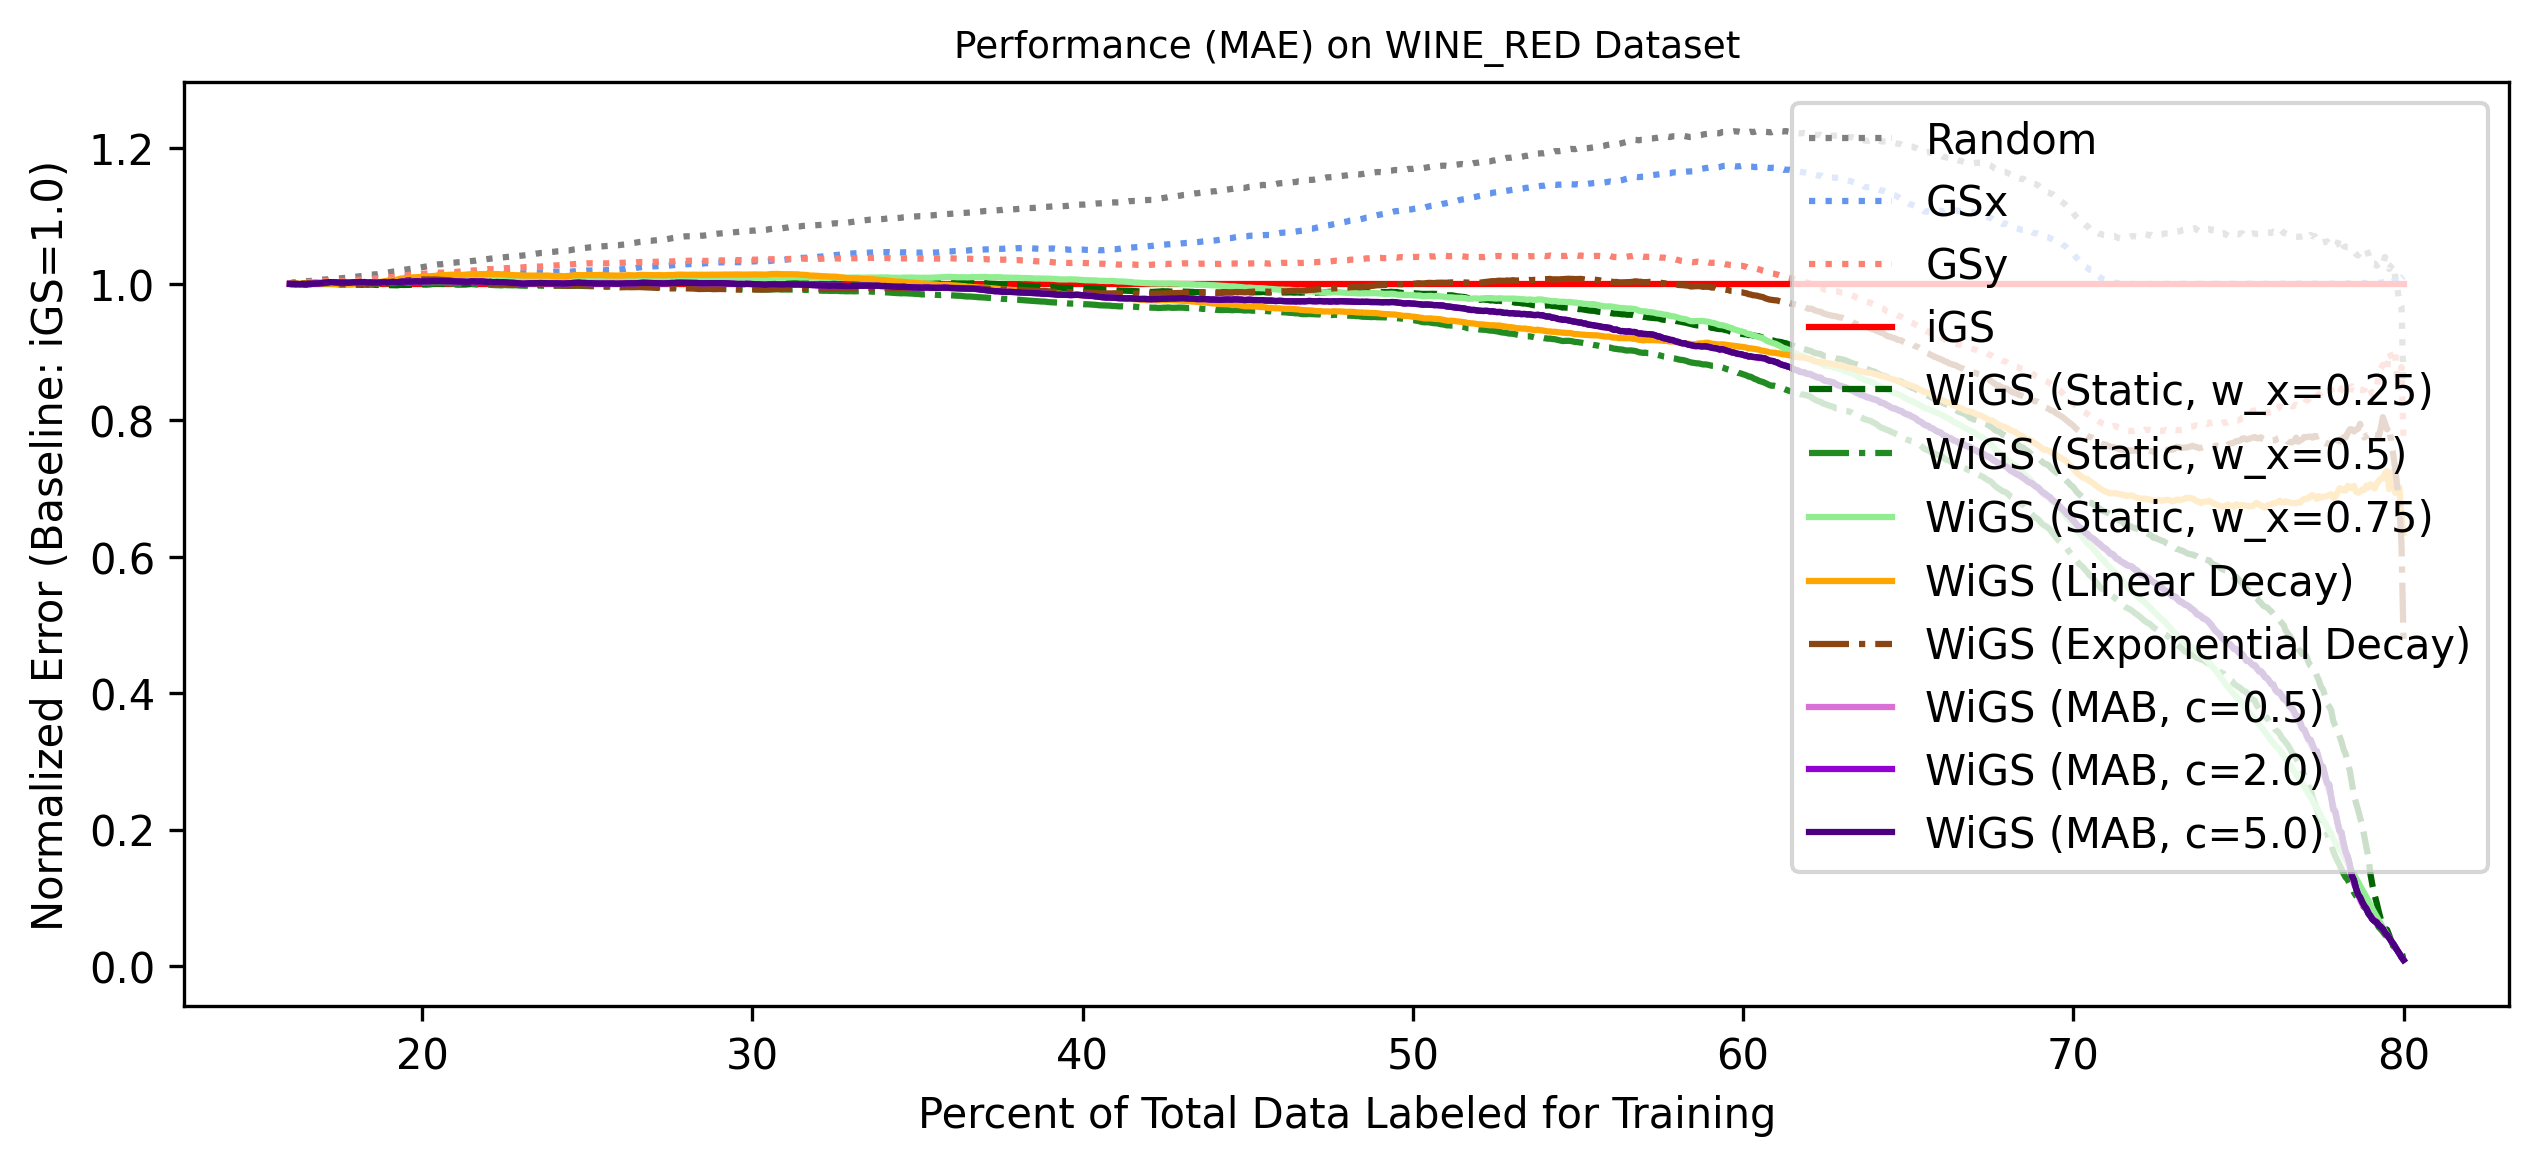 Performance (MAE) on WINE_RED Dataset
Normalized Error (Baseline: iGS=1.0)
1.2
1.0
0.8
0.6
0.4
0.2
0.0
Random
GSx
GSy
iGS
WiGS (Static, w_x=0.25)
WiGS (Static, w_x=0.5)
WiGS (Static, w_x=0.75)
WiGS (Linear Decay)
WiGS (Exponential Decay)
WiGS (MAB, c=0.5)
WiGS (MAB, c=2.0)
WiGS (MAB, c=5.0)
20 30 40 50 60 70 80
Percent of Total Data Labeled for Training